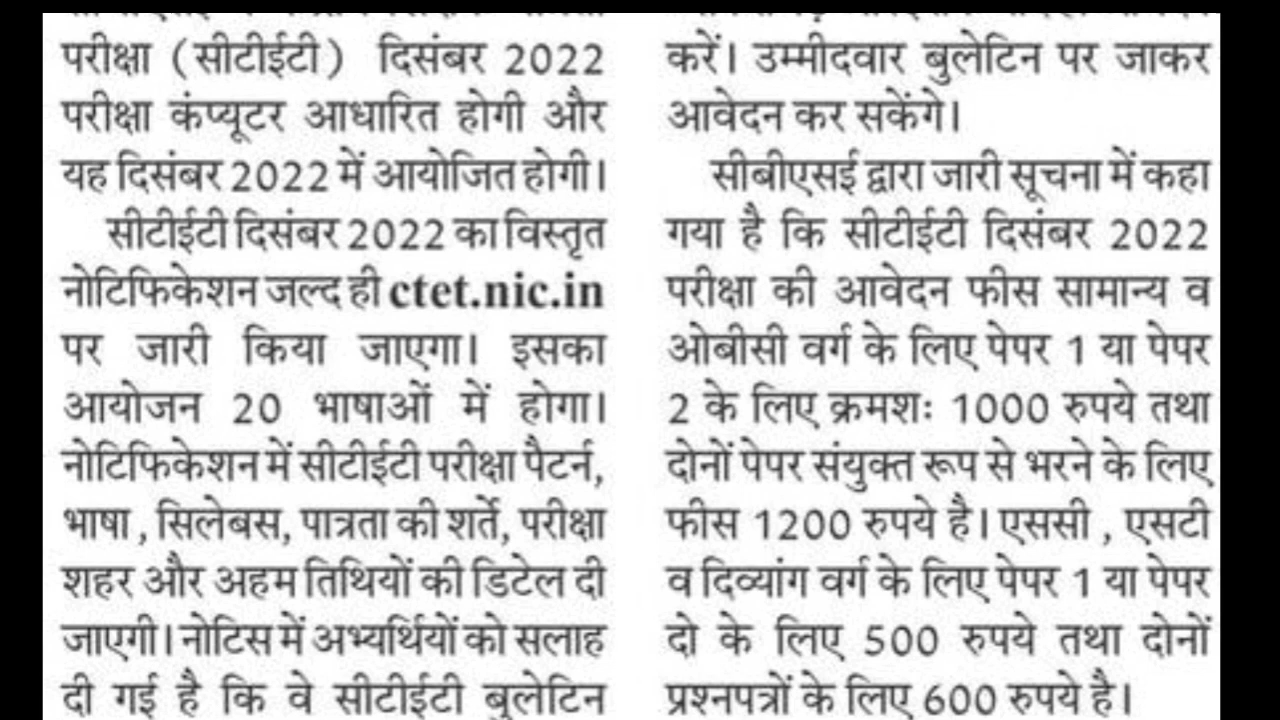 परीक्षा (सीटीईटी) दिसंबर 2022
परीक्षा कंप्यूटर आधारित होगी और
यह दिसंबर 2022 में आयोजित होगी।
सीटीईटी दिसंबर 2022 का विस्तृत
नोटिफिकेशन जल्द ही ctet.nic.in
पर जारी किया जाएगा। इसका
आयोजन 20 भाषाओं में होगा।
नोटिफिकेशन में सीटीईटी परीक्षा पैटर्न,
भाषा , सिलेबस, पात्रता की शर्ते, परीक्षा
शहर और अहम तिथियों की डिटेल दी
जाएगी। नोटिस में अभ्यर्थियों को सलाह
दी गई है कि वे सीटीईटी बुलेटिन
करें। उम्मीदवार बुलेटिन पर जाकर
आवेदन कर सकेंगे।
सीबीएसई द्वारा जारी सूचना में कहा
गया है कि सीटीईटी दिसंबर 2022
परीक्षा की आवेदन फीस सामान्य व
ओबीसी वर्ग के लिए पेपर 1 या पेपर
2 के लिए क्रमशः 1000 रुपये तथा
दोनों पेपर संयुक्त रूप से भरने के लिए
फीस 1200 रुपये है। एससी , एसटी
व दिव्यांग वर्ग के लिए पेपर 1 या पेपर
दो के लिए 500 रुपये तथा दोनों
प्रश्नपत्रों के लिए 600 रुपये है।